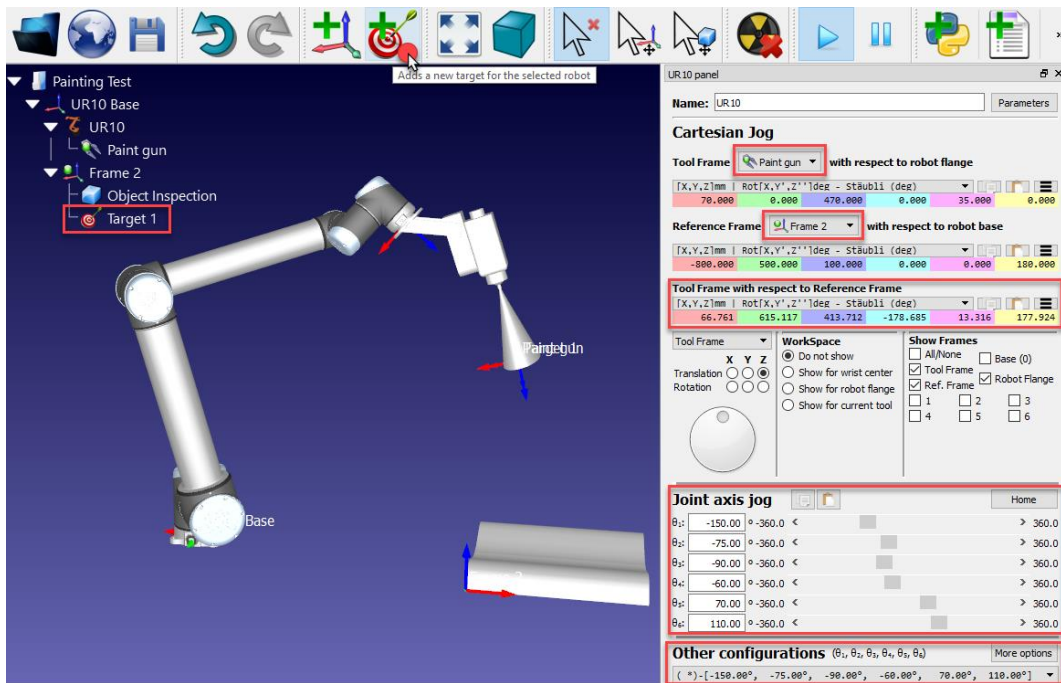 Adds a new target for the selected robot
Painting Test
UR10 Base
UR10
Paint gun
Frame 2
Object Inspection
Target 1
Base
UR10 panel
Name: UR10 Parameters
Cartesian Jog
Tool Frame Paint gun with respect to robot flange
[X,Y,Z]mm | Rot[X,Y',Z'']deg - Stäubli (deg)
70.000 0.000 470.000 0.000 35.000 0.000
Reference Frame Frame 2 with respect to robot base
[X,Y,Z]mm | Rot[X,Y',Z'']deg - Stäubli (deg)
-800.000 500.000 100.000 0.000 0.000 180.000
Tool Frame with respect to Reference Frame
[X,Y,Z]mm | Rot[X,Y',Z'']deg - Stäubli (deg)
66.761 615.117 413.712 -178.685 13.316 177.924
Tool Frame
X Y Z
Translation
Rotation
WorkSpace
Do not show
Show for wrist center
Show for robot flange
Show for current tool
Show Frames
All/None Base (0)
Tool Frame
Ref. Frame Robot Flange
1 2 3
4 5 6
Joint axis jog Home
θ₁: -150.00 ° -360.0 < > 360.0
θ₂: -75.00 ° -360.0 < > 360.0
θ₃: -90.00 ° -360.0 < > 360.0
θ₄: -60.00 ° -360.0 < > 360.0
θ₅: 70.00 ° -360.0 < > 360.0
θ₆: 110.00 ° -360.0 < > 360.0
Other configurations (θ₁, θ₂, θ₃, θ₄, θ₅, θ₆) More options
( *)-[-150.00°, -75.00°, -90.00°, -60.00°, 70.00°, 110.00°]